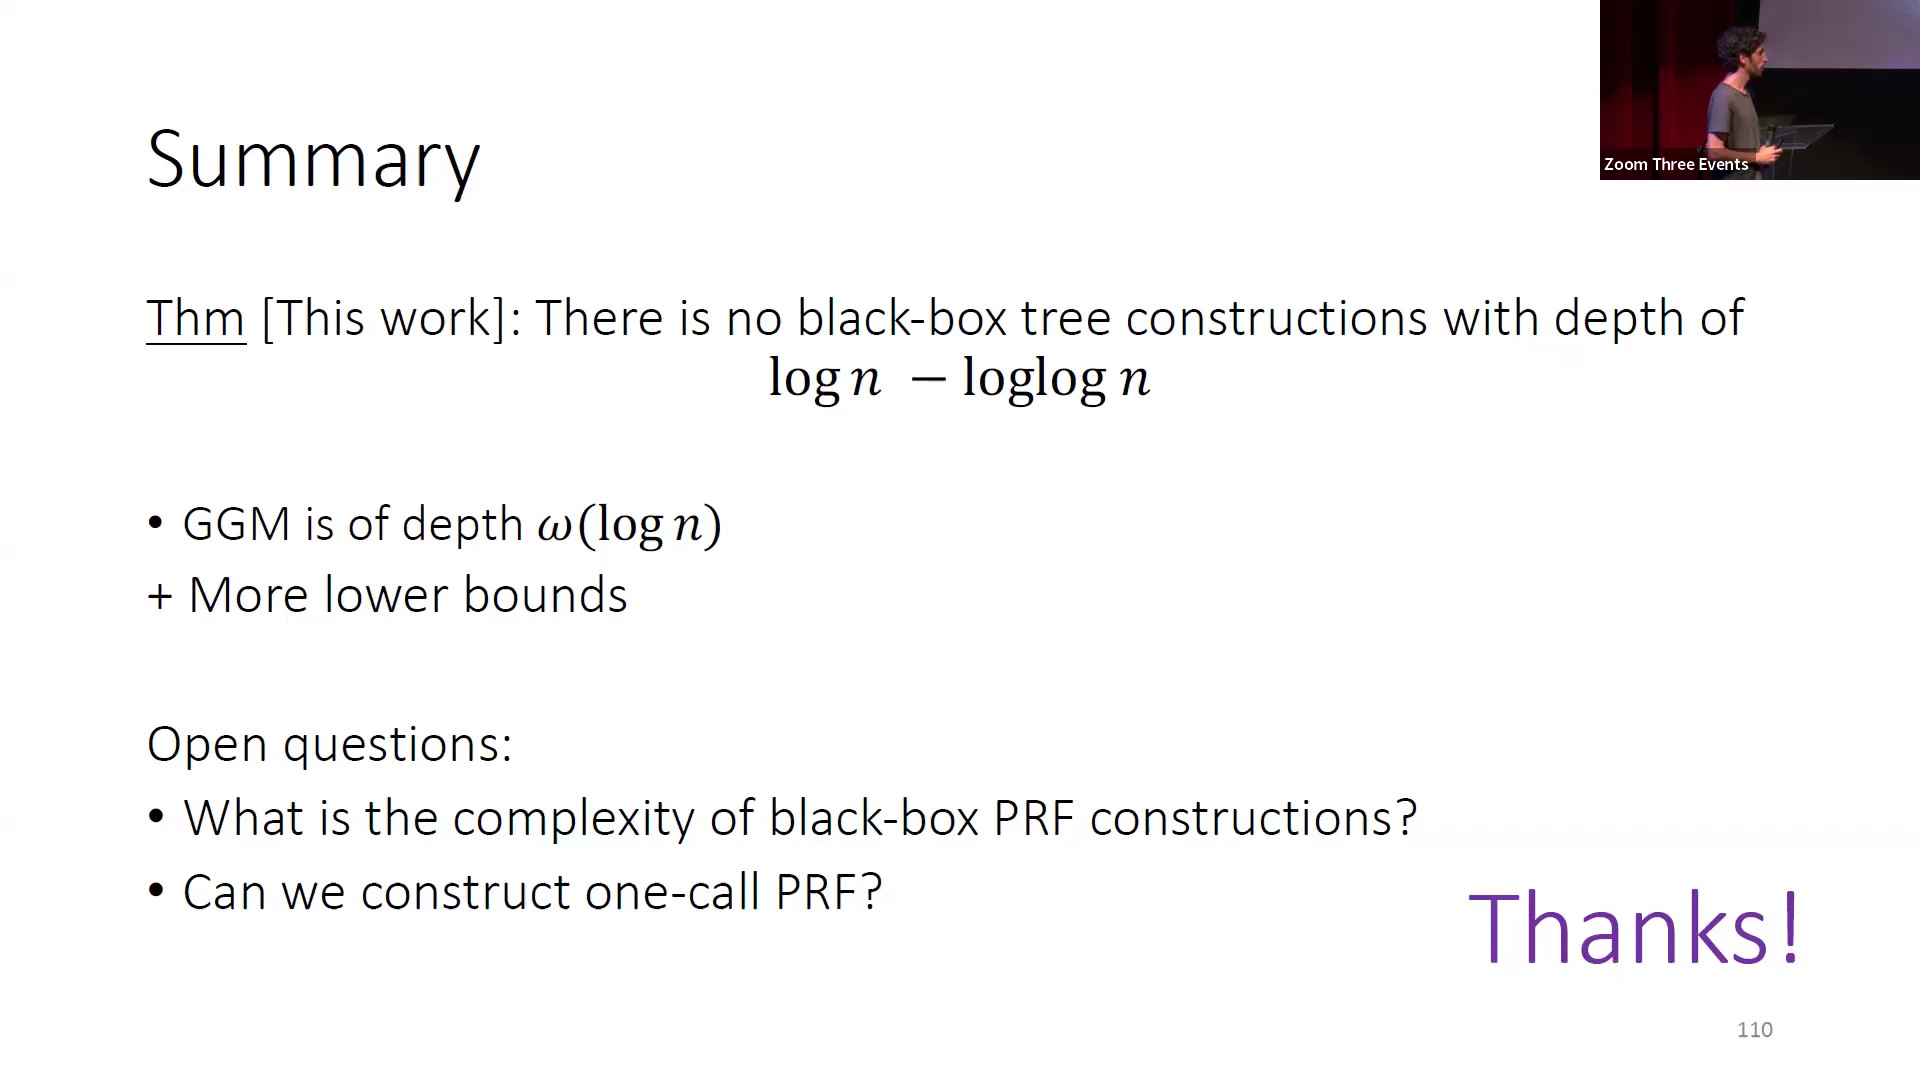 Zoom Three Events
Summary
Thm [This work]: There is no black-box tree constructions with depth of
log n − loglog n
• GGM is of depth ω(log n)
+ More lower bounds
Open questions:
• What is the complexity of black-box PRF constructions?
• Can we construct one-call PRF?
Thanks!
110